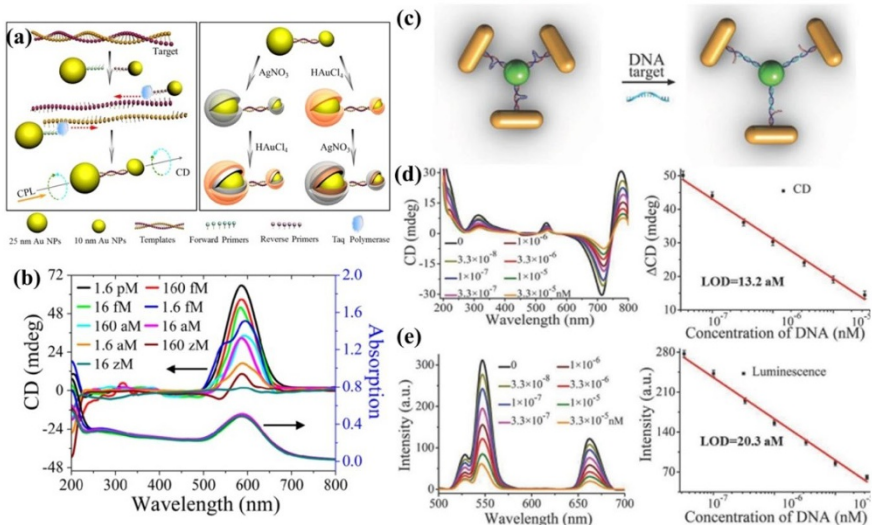 (a)
Target
CPL
CD
AgNO₃
HAuCl₄
HAuCl₄
AgNO₃
25 nm Au NPs
10 nm Au NPs
Templates
Forward Primers
Reverse Primers
Taq Polymerase
(b)
72
48
24
0
-24
-48
CD (mdeg)
1.6 pM
160 fM
16 fM
1.6 fM
160 aM
16 aM
1.6 aM
160 zM
16 zM
2.0
1.6
1.2
0.8
0.4
0.0
Absorption
200 300 400 500 600 700 800
Wavelength (nm)
(c)
DNA
target
(d)
30
15
0
-15
-30
CD (mdeg)
0
3.3×10⁻⁸
1×10⁻⁷
3.3×10⁻⁷
1×10⁻⁶
3.3×10⁻⁶
1×10⁻⁵
3.3×10⁻⁵nM
200 300 400 500 600 700 800
Wavelength (nm)
50
40
30
20
10
ΔCD
CD
LOD=13.2 aM
10⁻⁷ 10⁻⁶ 10⁻⁵
Concentration of DNA (nM)
(e)
300
200
100
0
Intensity (a.u.)
0
3.3×10⁻⁸
1×10⁻⁷
3.3×10⁻⁷
1×10⁻⁶
3.3×10⁻⁶
1×10⁻⁵
3.3×10⁻⁵nM
500 550 600 650 700
Wavelength (nm)
280
210
140
70
Intensity (a.u.)
Luminescence
LOD=20.3 aM
10⁻⁷ 10⁻⁶ 10⁻⁵
Concentration of DNA (nM)